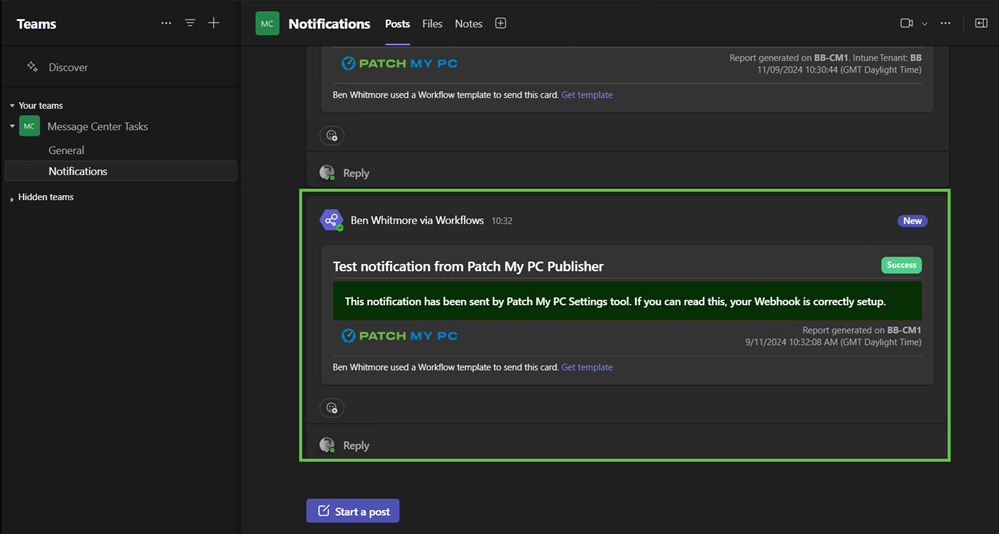 Teams
Discover
Your teams
MC Message Center Tasks
General
Notifications
Hidden teams
MC Notifications Posts Files Notes
PATCH MY PC
Report generated on BB-CM1. Intune Tenant: BB
11/09/2024 10:30:44 (GMT Daylight Time)
Ben Whitmore used a Workflow template to send this card. Get template
Reply
Ben Whitmore via Workflows 10:32
New
Test notification from Patch My PC Publisher
Success
This notification has been sent by Patch My PC Settings tool. If you can read this, your Webhook is correctly setup.
PATCH MY PC
Report generated on BB-CM1
9/11/2024 10:32:08 AM (GMT Daylight Time)
Ben Whitmore used a Workflow template to send this card. Get template
Reply
Start a post